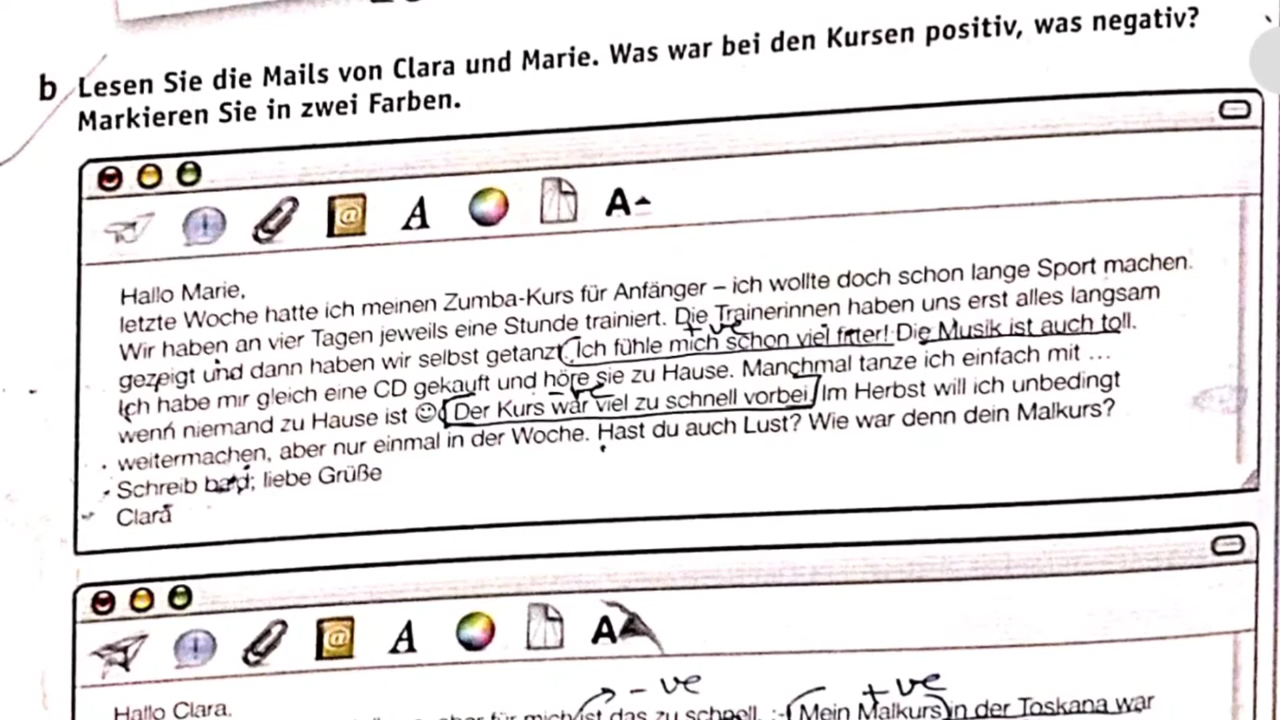 b Lesen Sie die Mails von Clara und Marie. Was war bei den Kursen positiv, was negativ?
Markieren Sie in zwei Farben.
A A
Hallo Marie,
letzte Woche hatte ich meinen Zumba-Kurs für Anfänger – ich wollte doch schon lange Sport machen.
Wir haben an vier Tagen jeweils eine Stunde trainiert. Die Trainerinnen haben uns erst alles langsam
+ ve
gezeigt und dann haben wir selbst getanzt. Ich fühle mich schon viel fitter! Die Musik ist auch toll.
Ich habe mir gleich eine CD gekauft und höre sie zu Hause. Manchmal tanze ich einfach mit ...
- ve
wenn niemand zu Hause ist ☺. Der Kurs war viel zu schnell vorbei. Im Herbst will ich unbedingt
weitermachen, aber nur einmal in der Woche. Hast du auch Lust? Wie war denn dein Malkurs?
Schreib bald; liebe Grüße
Clara
A A
- ve + ve
Hallo Clara,
aber für mich ist das zu schnell. :-( Mein Malkurs in der Toskana war